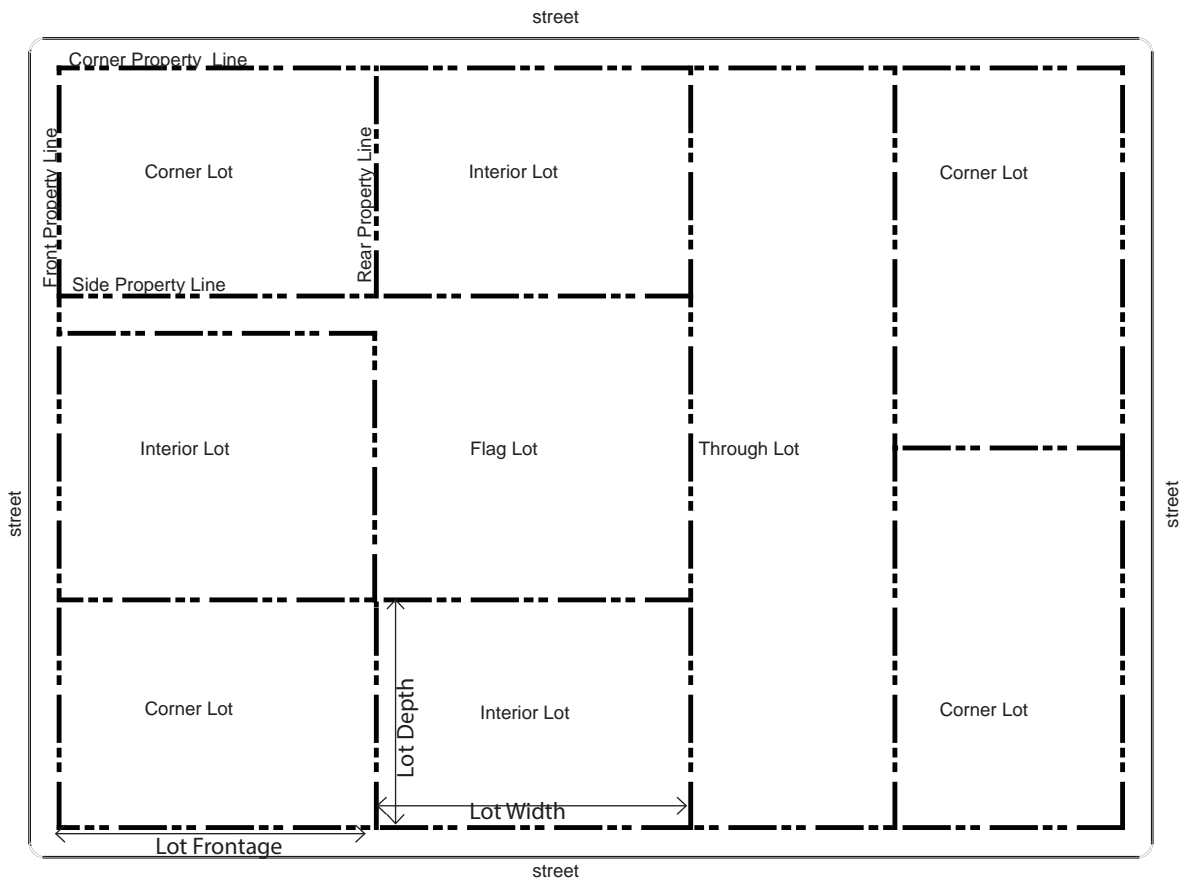 street
Corner Property Line
Front Property Line
Corner Lot
Rear Property Line
Interior Lot
Corner Lot
Side Property Line
Interior Lot
Flag Lot
Through Lot
street
street
Corner Lot
Lot Depth
Interior Lot
Corner Lot
Lot Width
Lot Frontage
street